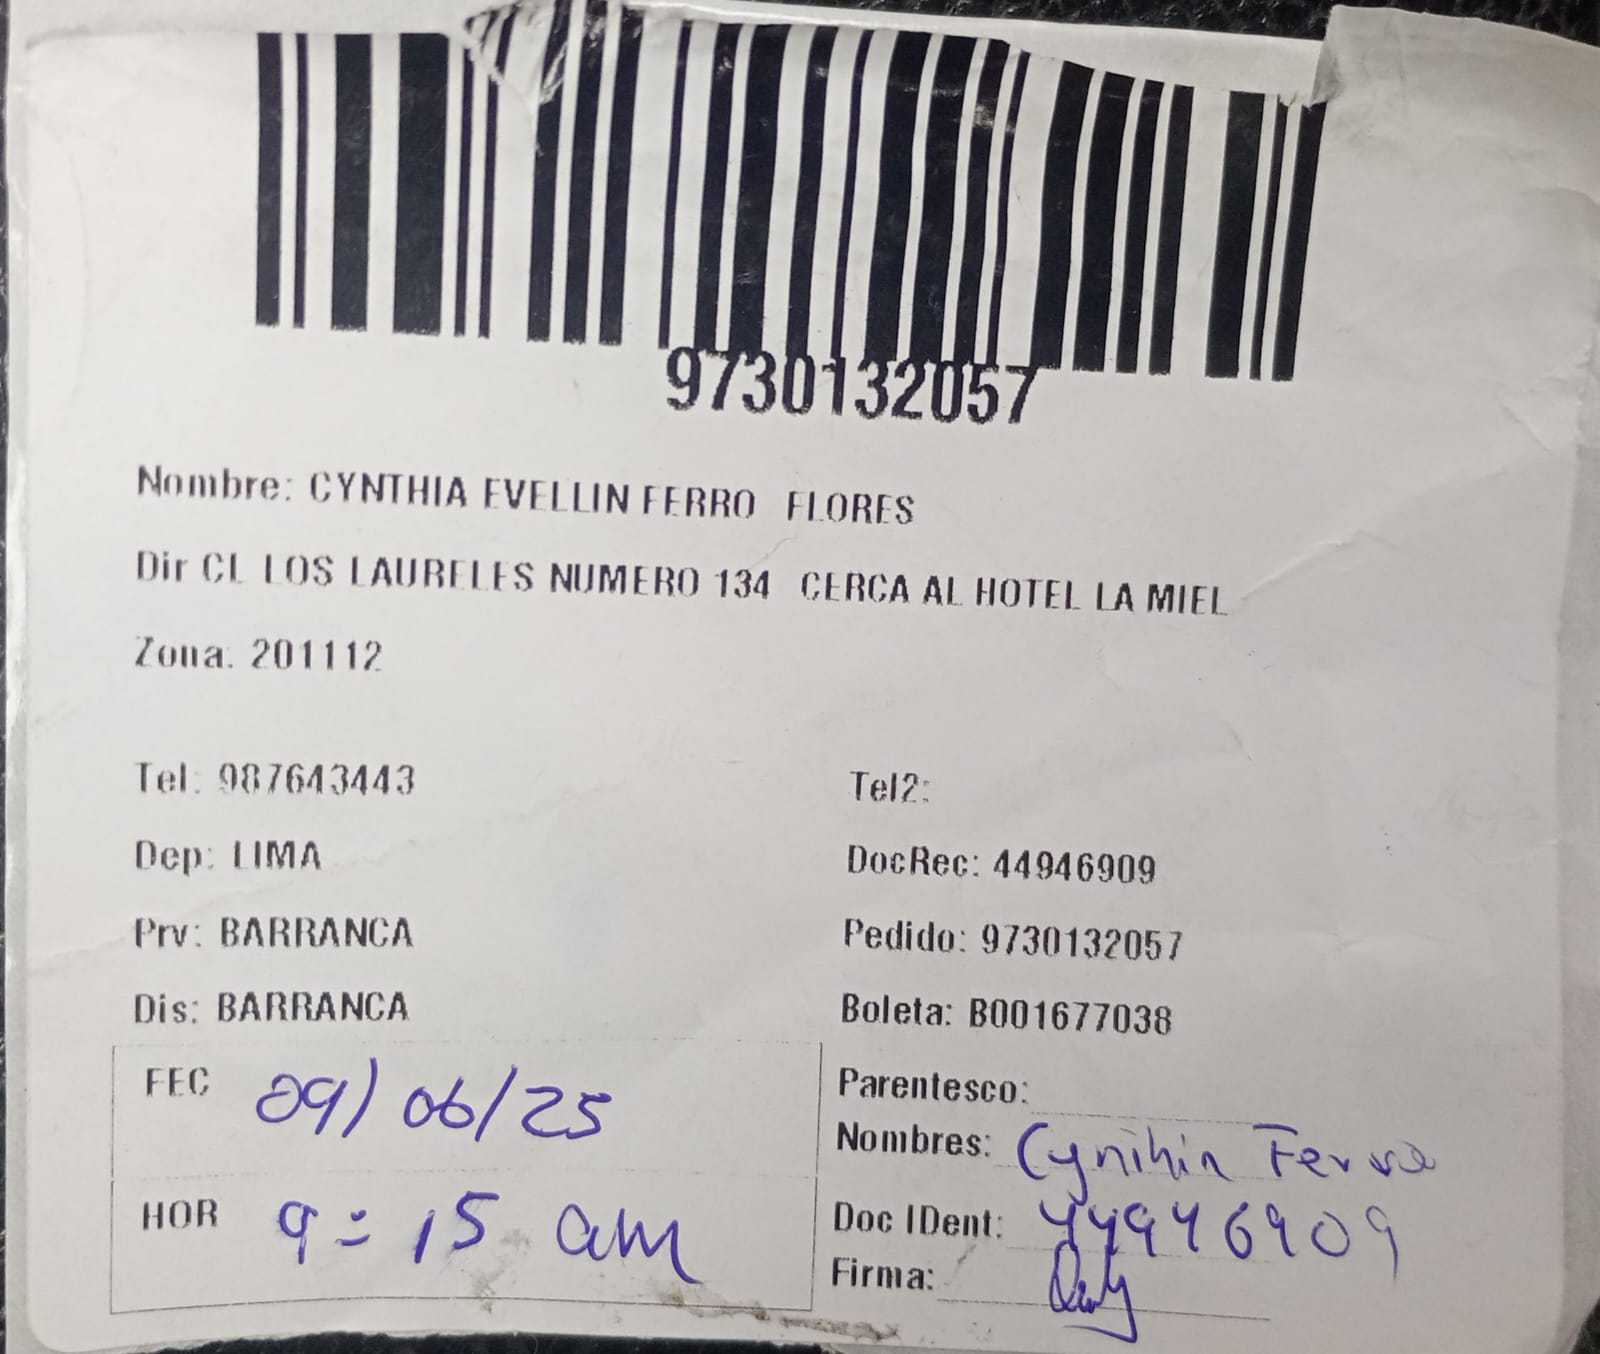 9730132057
Nombre: CYNTHIA EVELLIN FERRO FLORES
Dir CL LOS LAURELES NUMERO 134 CERCA AL HOTEL LA MIEL
Zona: 201112
Tel: 987643443 Tel2:
Dep: LIMA DocRec: 44946909
Prv: BARRANCA Pedido: 9730132057
Dis: BARRANCA Boleta: B001677038
FEC 09/06/25 Parentesco:
Nombres: Cynthia Ferro
HOR 9:15 am Doc IDent: 44946909
Firma: